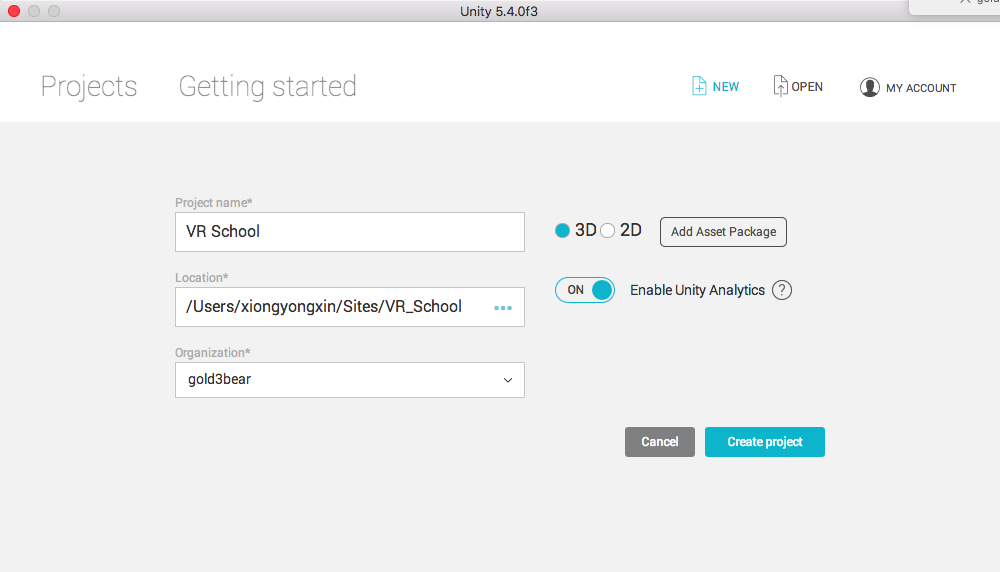 Unity 5.4.0f3
Projects Getting started NEW OPEN MY ACCOUNT
Project name*
VR School
3D 2D Add Asset Package
Location*
/Users/xiongyongxin/Sites/VR_School •••
ON Enable Unity Analytics ?
Organization*
gold3bear
Cancel Create project